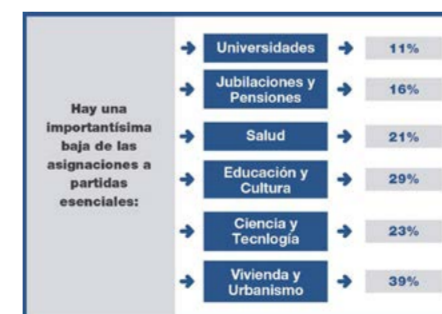 Hay una
importantísima
baja de las
asignaciones a
partidas
esenciales:
Universidades
11%
Jubilaciones y
Pensiones
16%
Salud
21%
Educación y
Cultura
29%
Ciencia y
Tecnlogía
23%
Vivienda y
Urbanismo
39%